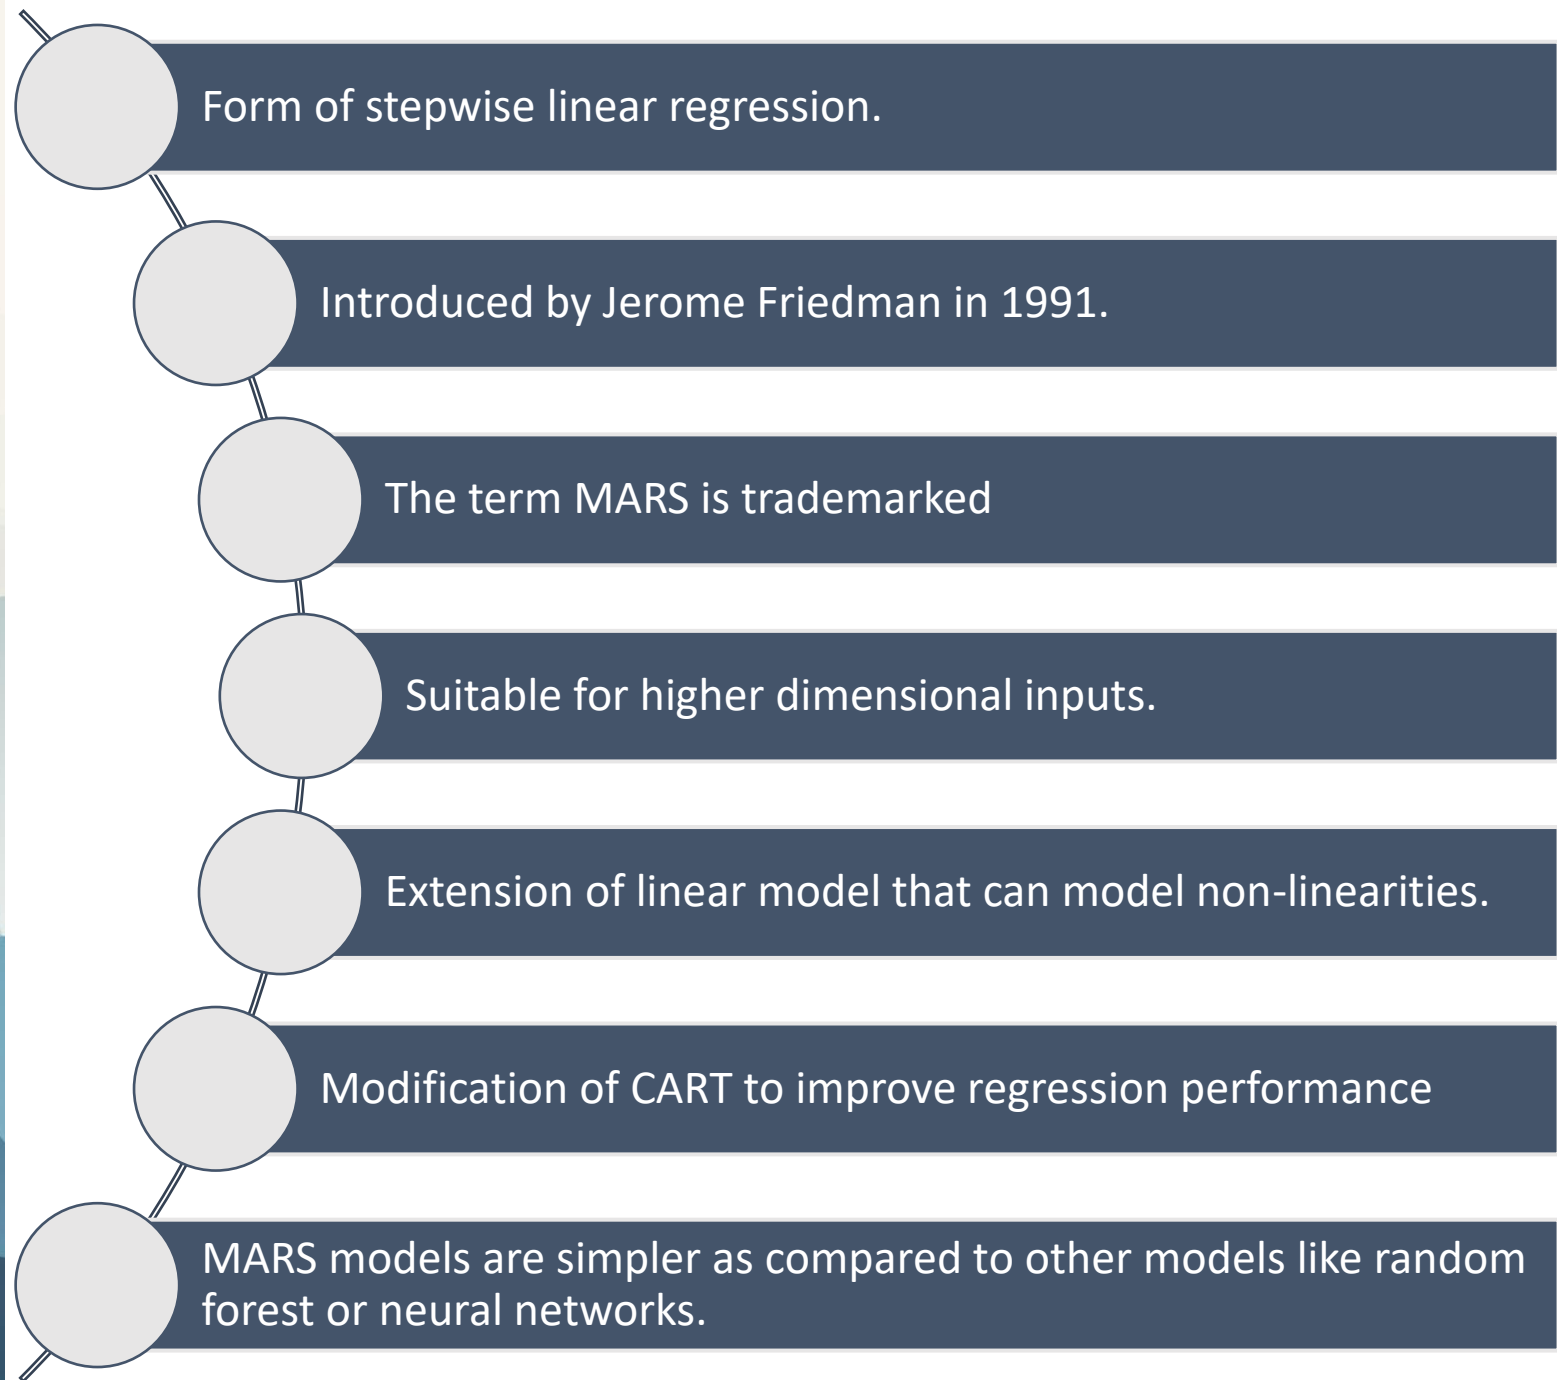 Form of stepwise linear regression.
Introduced by Jerome Friedman in 1991.
The term MARS is trademarked
Suitable for higher dimensional inputs.
Extension of linear model that can model non-linearities.
Modification of CART to improve regression performance
MARS models are simpler as compared to other models like random
forest or neural networks.